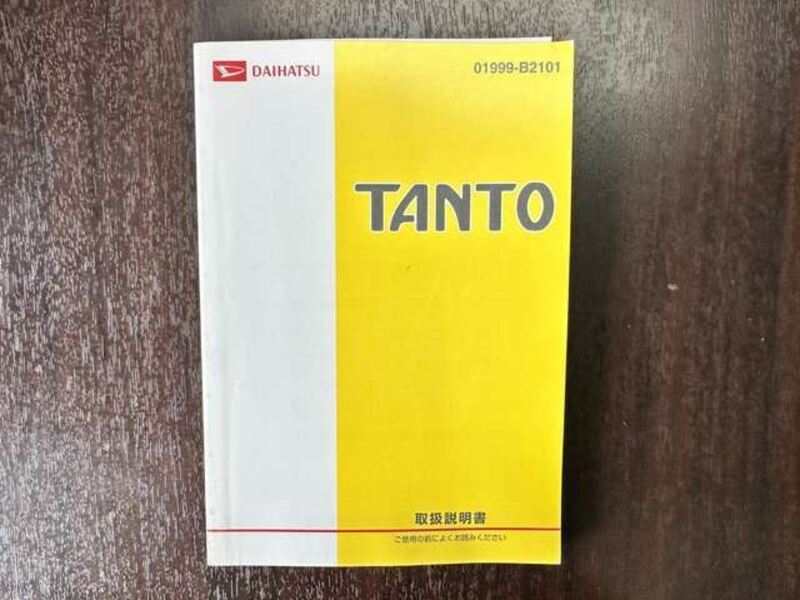 DAIHATSU
01999-B2101
TANTO
取扱説明書
ご使用の前によくお読みください